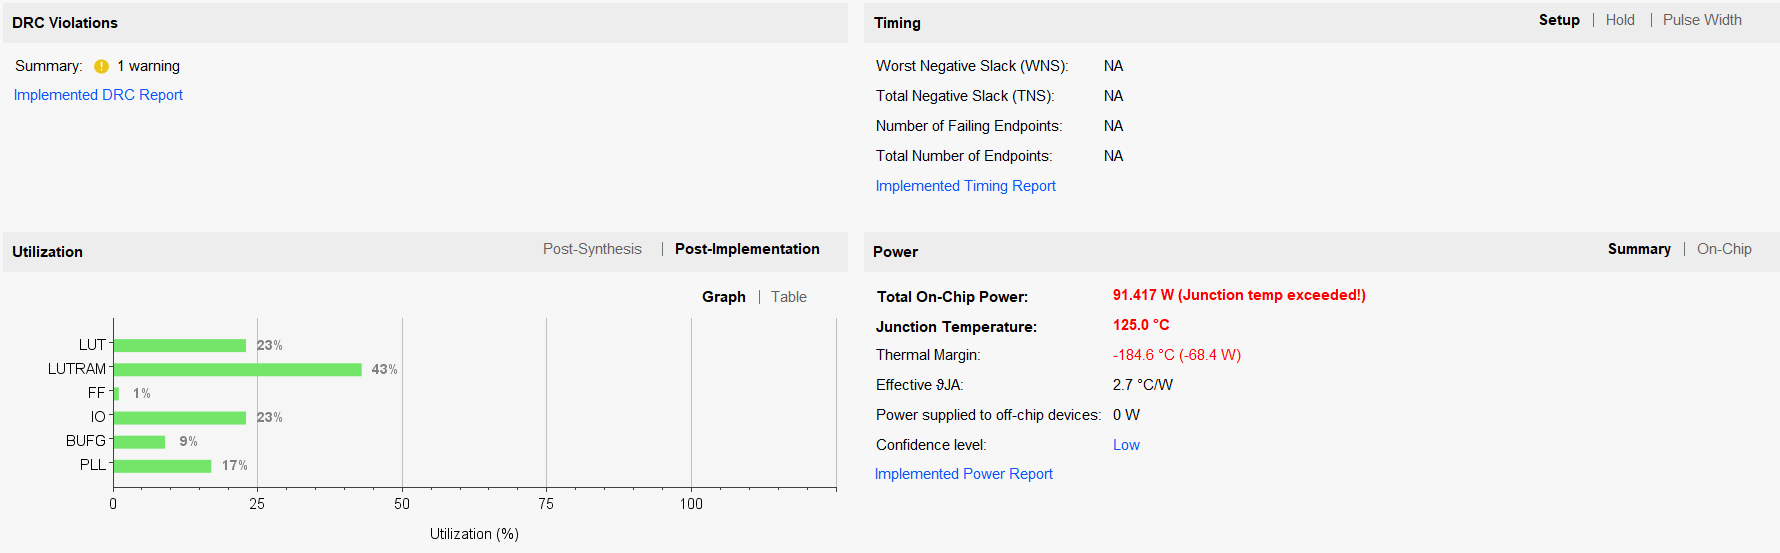 DRC Violations
Summary: 1 warning
Implemented DRC Report
Timing
Setup | Hold | Pulse Width
Worst Negative Slack (WNS): NA
Total Negative Slack (TNS): NA
Number of Failing Endpoints: NA
Total Number of Endpoints: NA
Implemented Timing Report
Utilization
Post-Synthesis | Post-Implementation
Graph | Table
LUT 23%
LUTRAM 43%
FF 1%
IO 23%
BUFG 9%
PLL 17%
0 25 50 75 100
Utilization (%)
Power
Summary | On-Chip
Total On-Chip Power: 91.417 W (Junction temp exceeded!)
Junction Temperature: 125.0 °C
Thermal Margin: -184.6 °C (-68.4 W)
Effective ϑJA: 2.7 °C/W
Power supplied to off-chip devices: 0 W
Confidence level: Low
Implemented Power Report